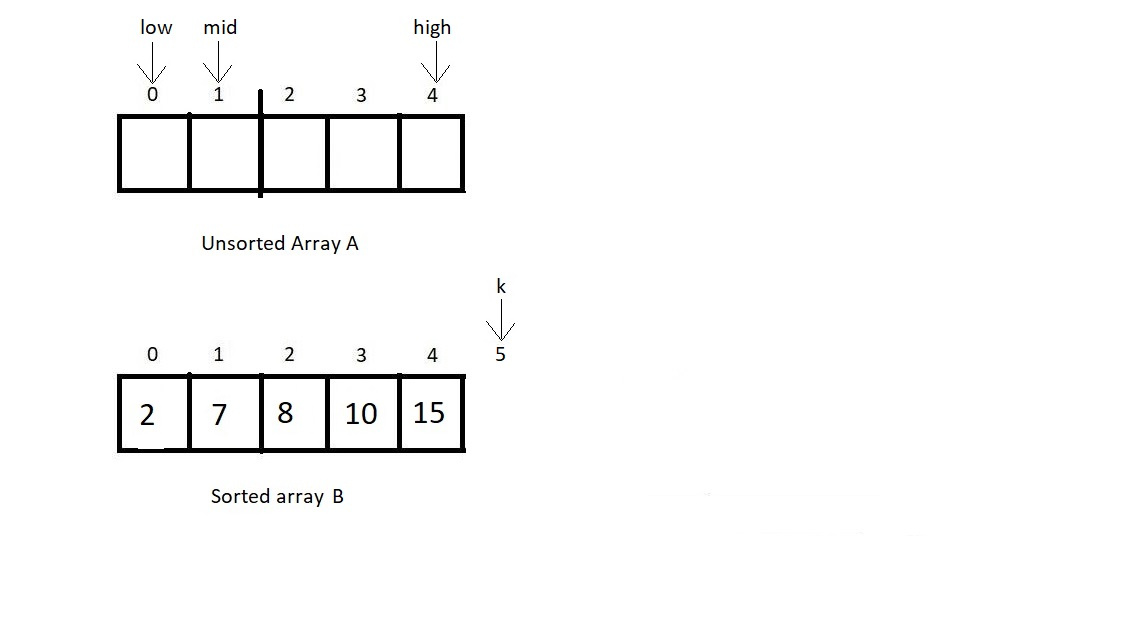 low mid high
0 1 2 3 4
Unsorted Array A
k
0 1 2 3 4 5
2 7 8 10 15
Sorted array B